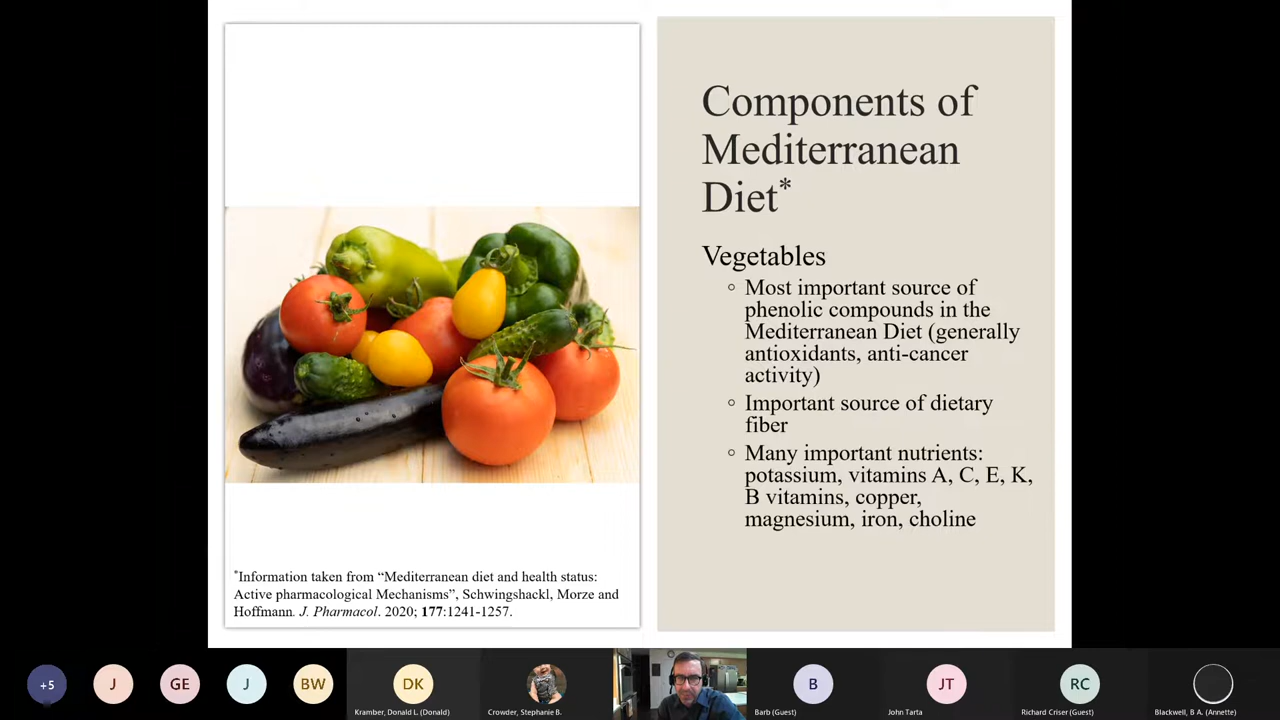 Components of
Mediterranean
Diet*
Vegetables
◦ Most important source of
phenolic compounds in the
Mediterranean Diet (generally
antioxidants, anti-cancer
activity)
◦ Important source of dietary
fiber
◦ Many important nutrients:
potassium, vitamins A, C, E, K,
B vitamins, copper,
magnesium, iron, choline
*Information taken from “Mediterranean diet and health status:
Active pharmacological Mechanisms”, Schwingshackl, Morze and
Hoffmann. J. Pharmacol. 2020; 177:1241-1257.
+5
J
GE
J
BW
DK
Kramber, Donald L. (Donald)
Crowder, Stephanie B.
B
Barb (Guest)
JT
John Tarta
RC
Richard Criser (Guest)
Blackwell, B A. (Annette)